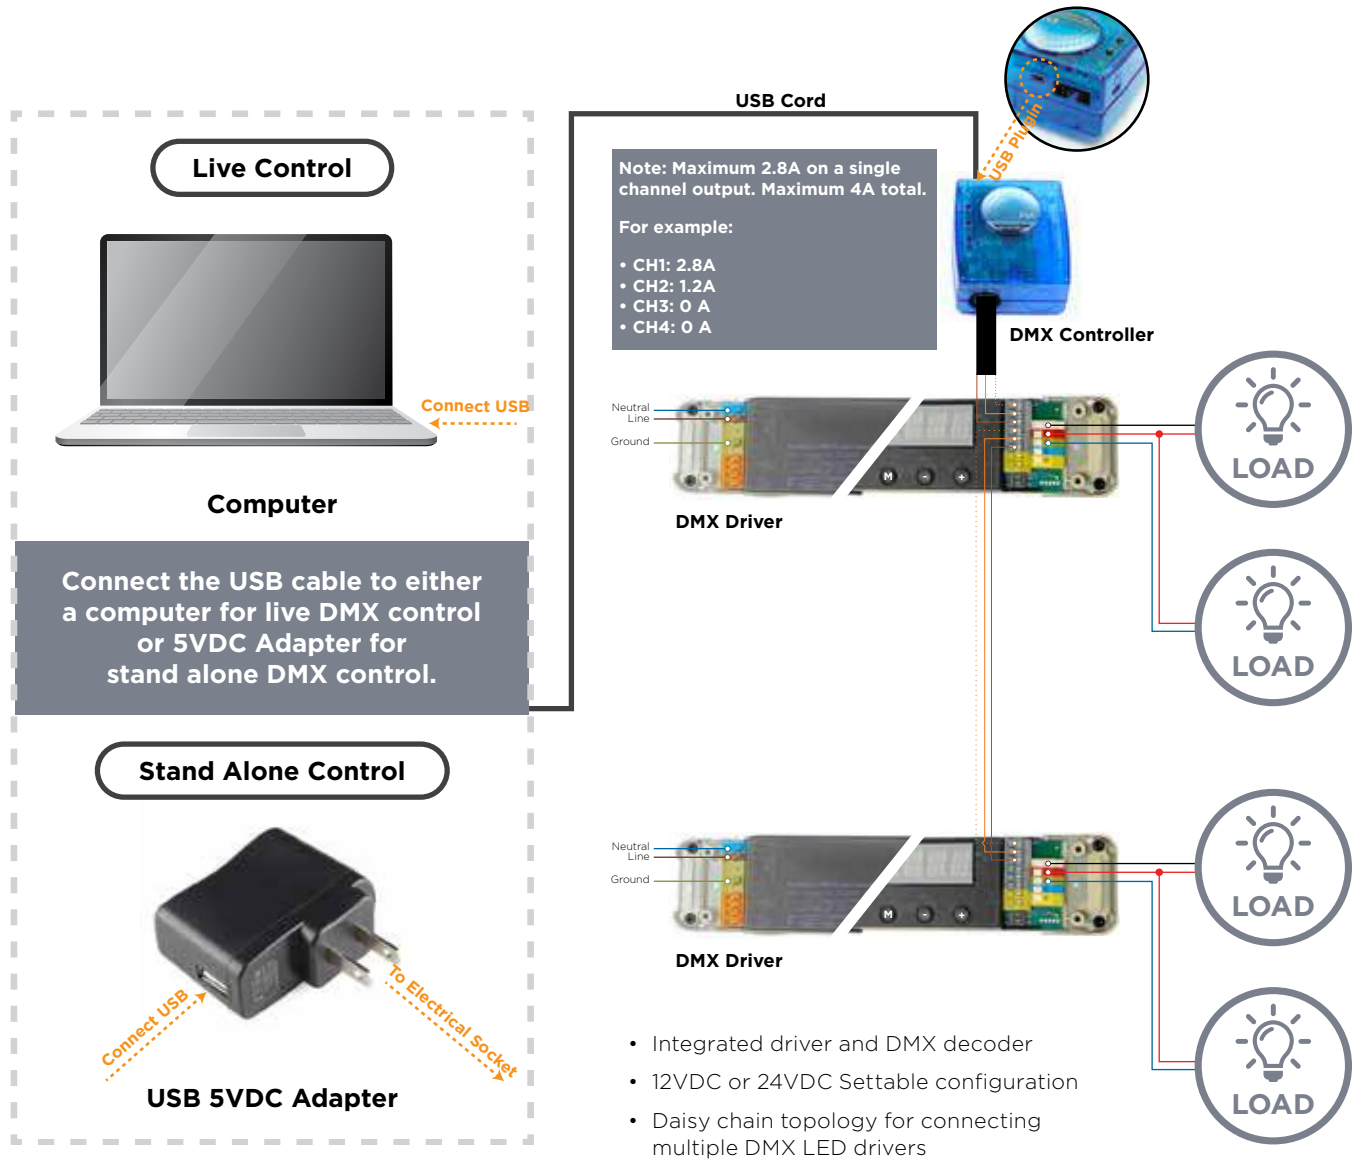 USB Cord
USB Plugin
Live Control
Note: Maximum 2.8A on a single
channel output. Maximum 4A total.
For example:
• CH1: 2.8A
• CH2: 1.2A
• CH3: 0 A
• CH4: 0 A
DMX Controller
Connect USB
Computer
Neutral
Line
Ground
M
-
+
DMX Driver
LOAD
LOAD
Connect the USB cable to either
a computer for live DMX control
or 5VDC Adapter for
stand alone DMX control.
Stand Alone Control
Connect USB
To Electrical Socket
USB 5VDC Adapter
Neutral
Line
Ground
M
-
+
DMX Driver
LOAD
LOAD
• Integrated driver and DMX decoder
• 12VDC or 24VDC Settable configuration
• Daisy chain topology for connecting
multiple DMX LED drivers